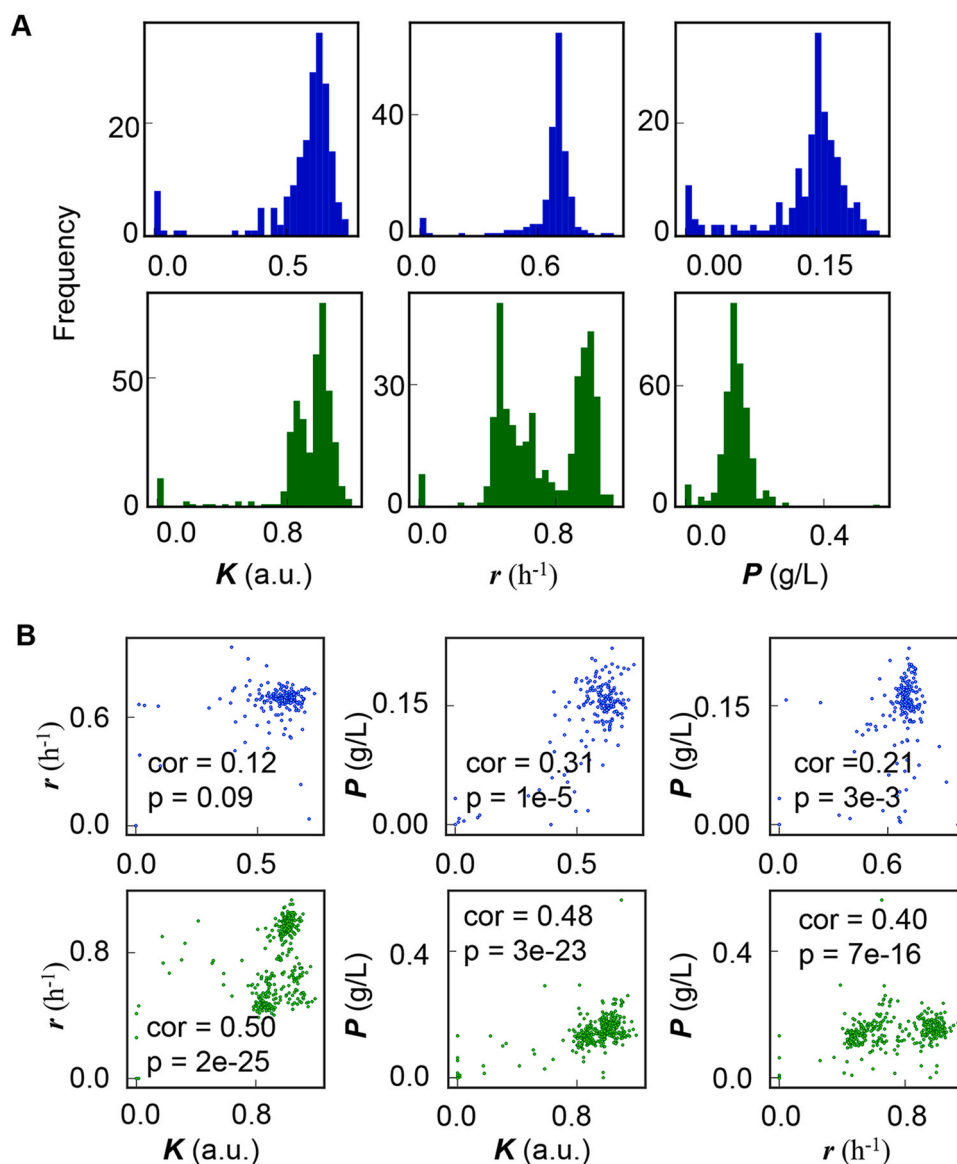 A
Frequency
20
0
0.0
0.5
40
0
0.0
0.6
20
0
0.00
0.15
50
0
0.0
0.8
K (a.u.)
30
0
0.0
0.8
r (h-1)
60
0
0.0
0.4
P (g/L)
B
r (h-1)
0.6
0.0
cor = 0.12
p = 0.09
0.0
0.5
P (g/L)
0.15
0.00
cor = 0.31
p = 1e-5
0.0
0.5
P (g/L)
0.15
0.00
cor =0.21
p = 3e-3
0.0
0.6
r (h-1)
0.8
0.0
cor = 0.50
p = 2e-25
0.0
0.8
K (a.u.)
P (g/L)
0.4
0.0
cor = 0.48
p = 3e-23
0.0
0.8
K (a.u.)
P (g/L)
0.4
0.0
cor = 0.40
p = 7e-16
0.0
0.8
r (h-1)